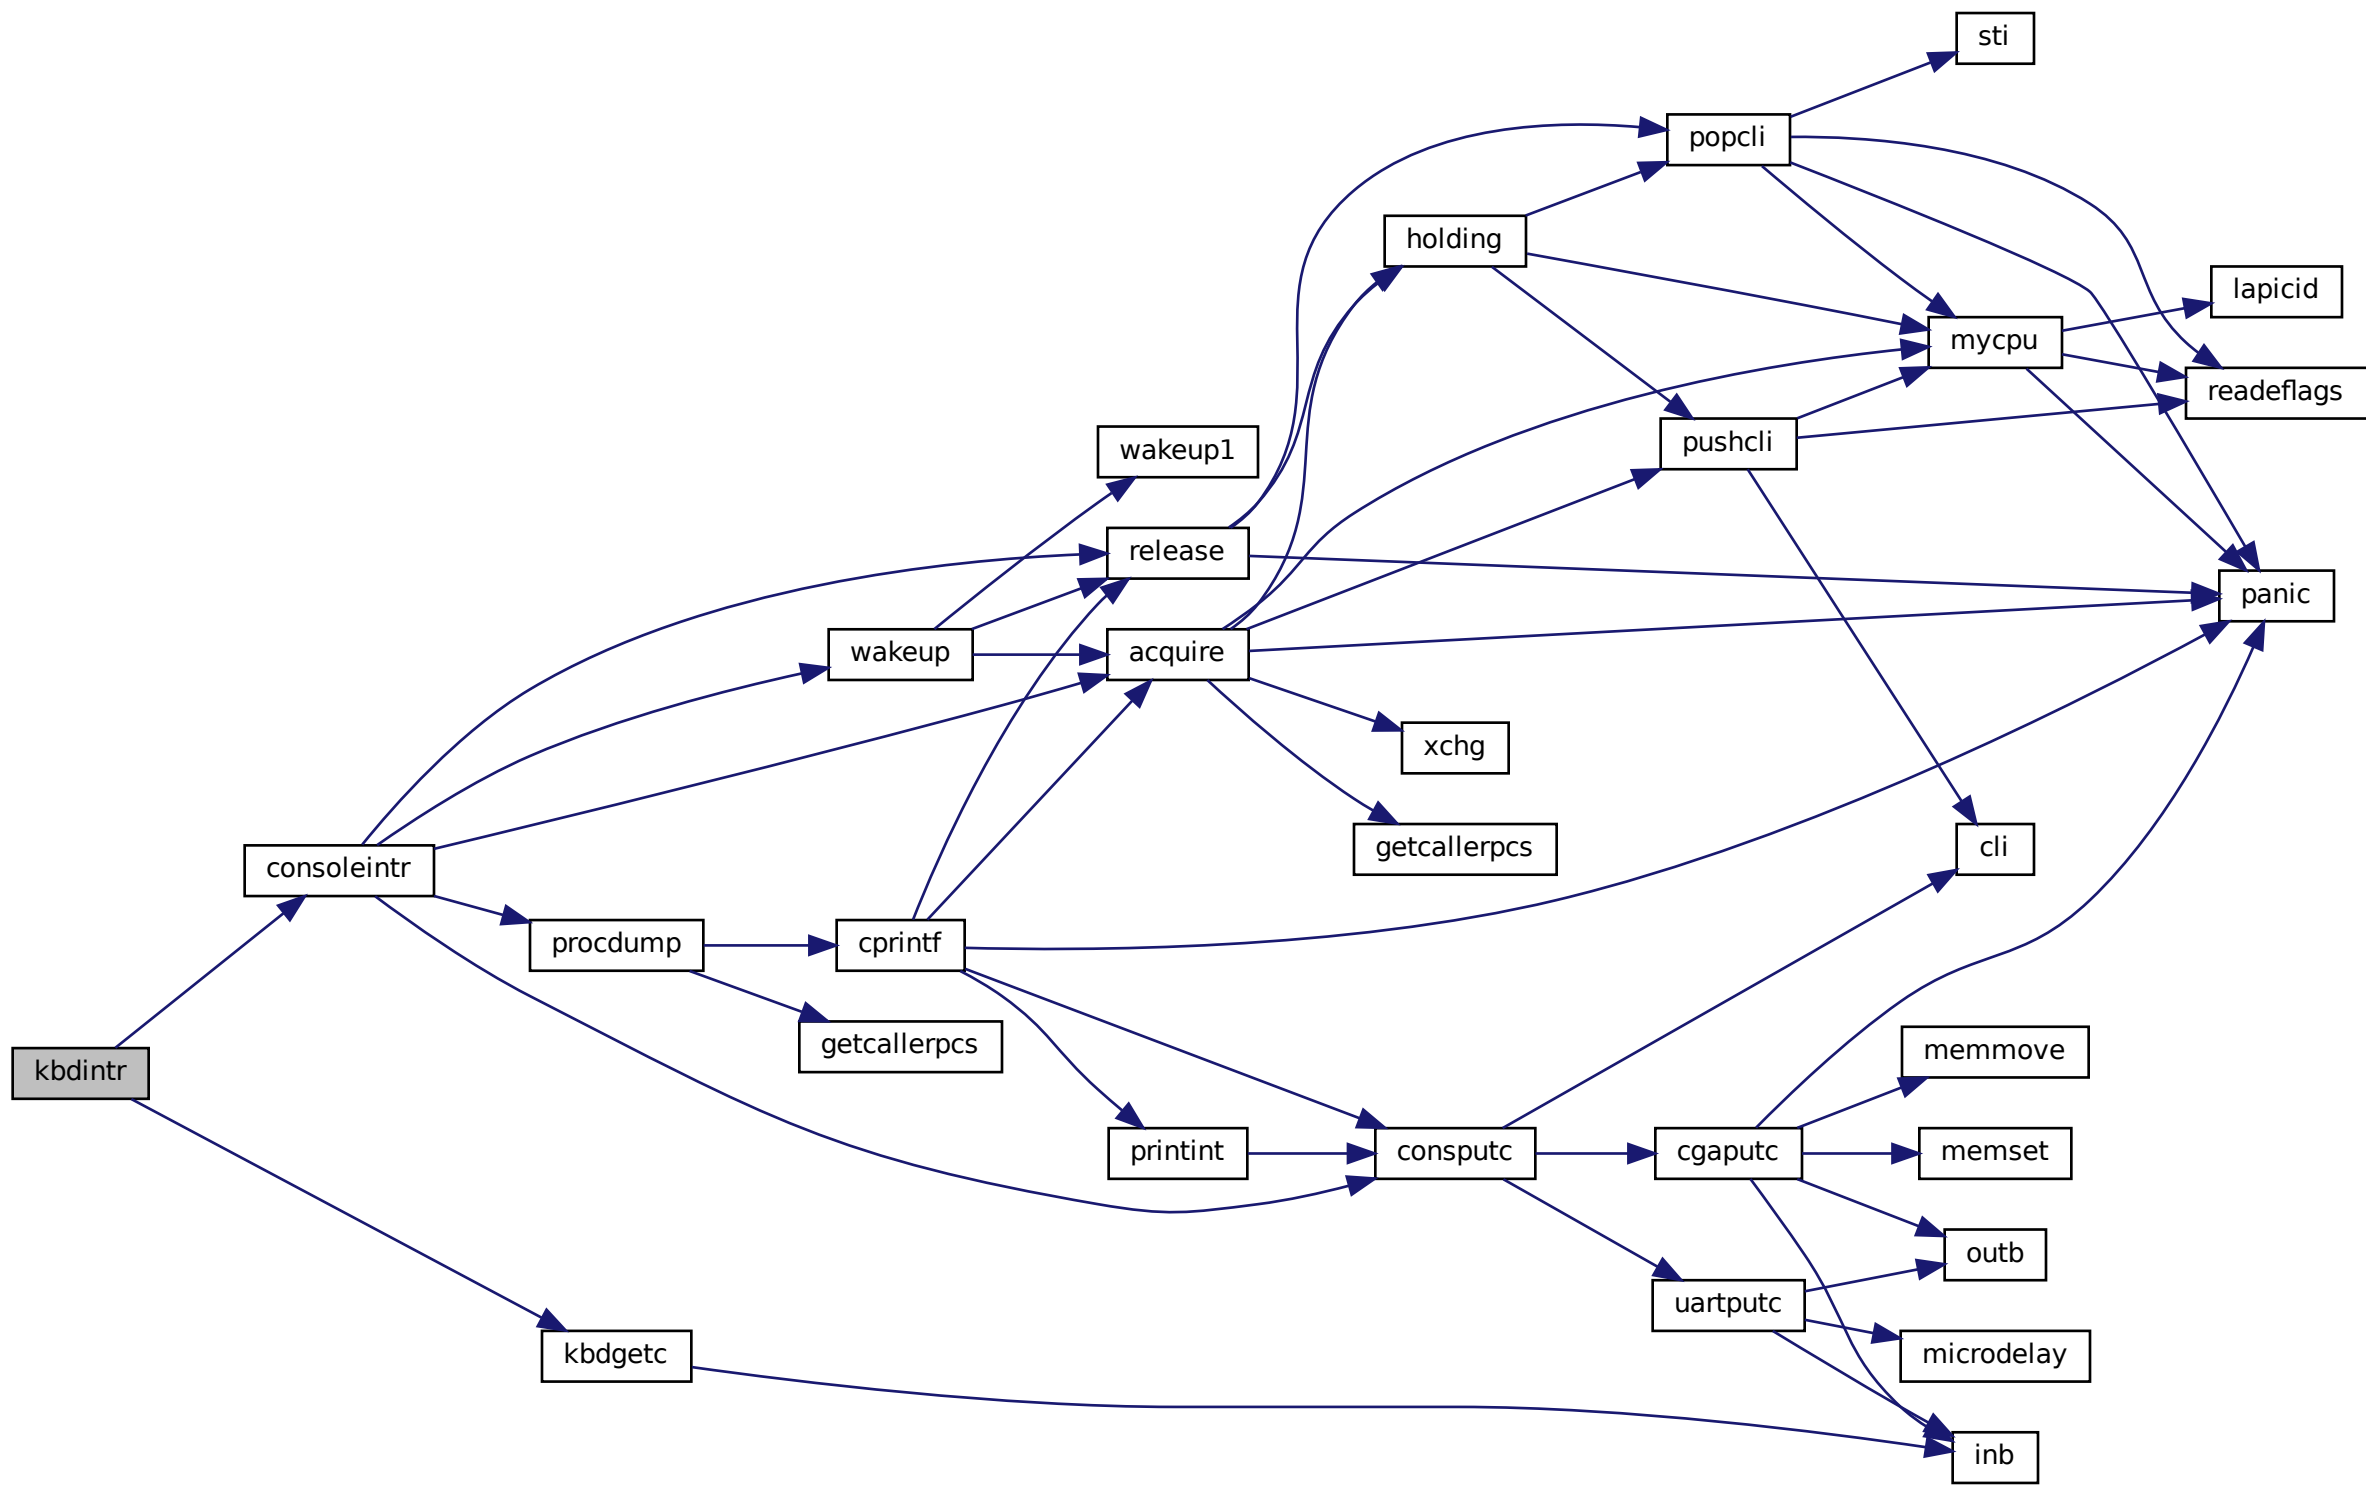 sti
popcli
holding
lapicid
mycpu
readeflags
wakeup1
pushcli
release
panic
wakeup
acquire
xchg
getcallerpcs
cli
consoleintr
procdump
cprintf
getcallerpcs
memmove
kbdintr
printint
consputc
cgaputc
memset
outb
uartputc
kbdgetc
microdelay
inb